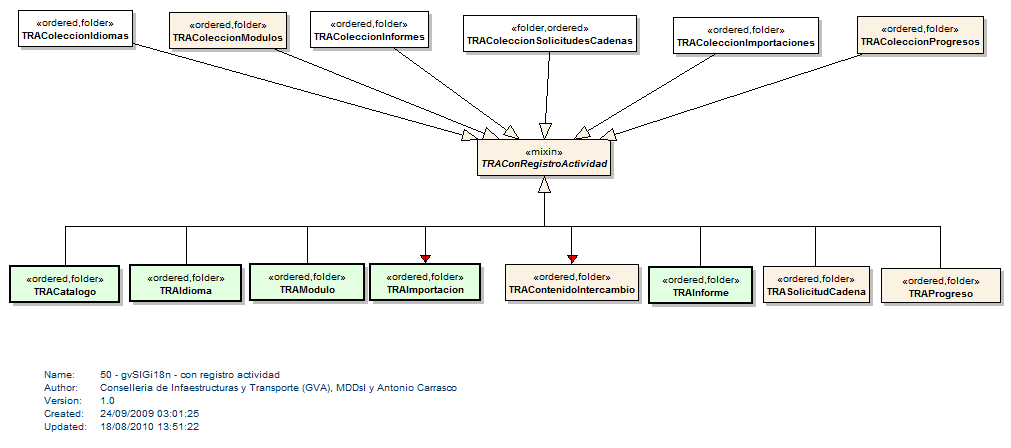 «ordered,folder»
TRAColeccionIdiomas
«ordered,folder»
TRAColeccionModulos
«ordered,folder»
TRAColeccionInformes
«folder,ordered»
TRAColeccionSolicitudesCadenas
«ordered,folder»
TRAColeccionImportaciones
«ordered,folder»
TRAColeccionProgresos
«mixin»
TRAConRegistroActividad
«ordered,folder»
TRACatalogo
«ordered,folder»
TRAIdioma
«ordered,folder»
TRAModulo
«ordered,folder»
TRAImportacion
«ordered,folder»
TRAContenidoIntercambio
«ordered,folder»
TRAInforme
«ordered,folder»
TRASolicitudCadena
«ordered,folder»
TRAProgreso
Name: 50 - gvSIGi18n - con registro actividad
Author: Conselleria de Infaestructuras y Transporte (GVA), MDDsl y Antonio Carrasco
Version: 1.0
Created: 24/09/2009 03:01:25
Updated: 18/08/2010 13:51:22